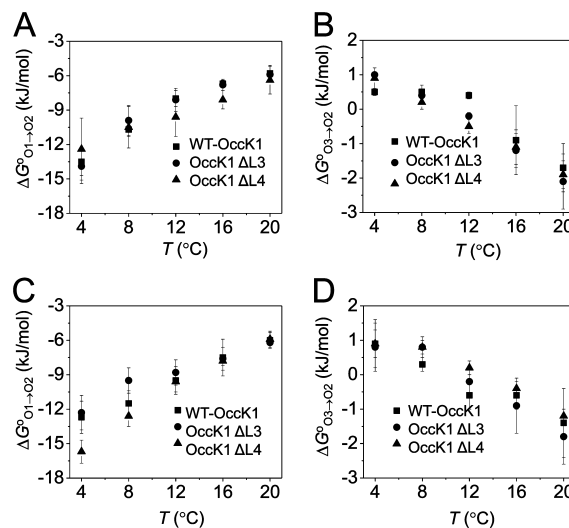 A
ΔG°O1→O2 (kJ/mol)
-3
-6
-9
-12
-15
-18
WT-OccK1
OccK1 ΔL3
OccK1 ΔL4
4 8 12 16 20
T (°C)
B
ΔG°O3→O2 (kJ/mol)
2
1
0
-1
-2
-3
WT-OccK1
OccK1 ΔL3
OccK1 ΔL4
4 8 12 16 20
T (°C)
C
ΔG°O1→O2 (kJ/mol)
-3
-6
-9
-12
-15
-18
WT-OccK1
OccK1 ΔL3
OccK1 ΔL4
4 8 12 16 20
T (°C)
D
ΔG°O3→O2 (kJ/mol)
2
1
0
-1
-2
-3
WT-OccK1
OccK1 ΔL3
OccK1 ΔL4
4 8 12 16 20
T (°C)